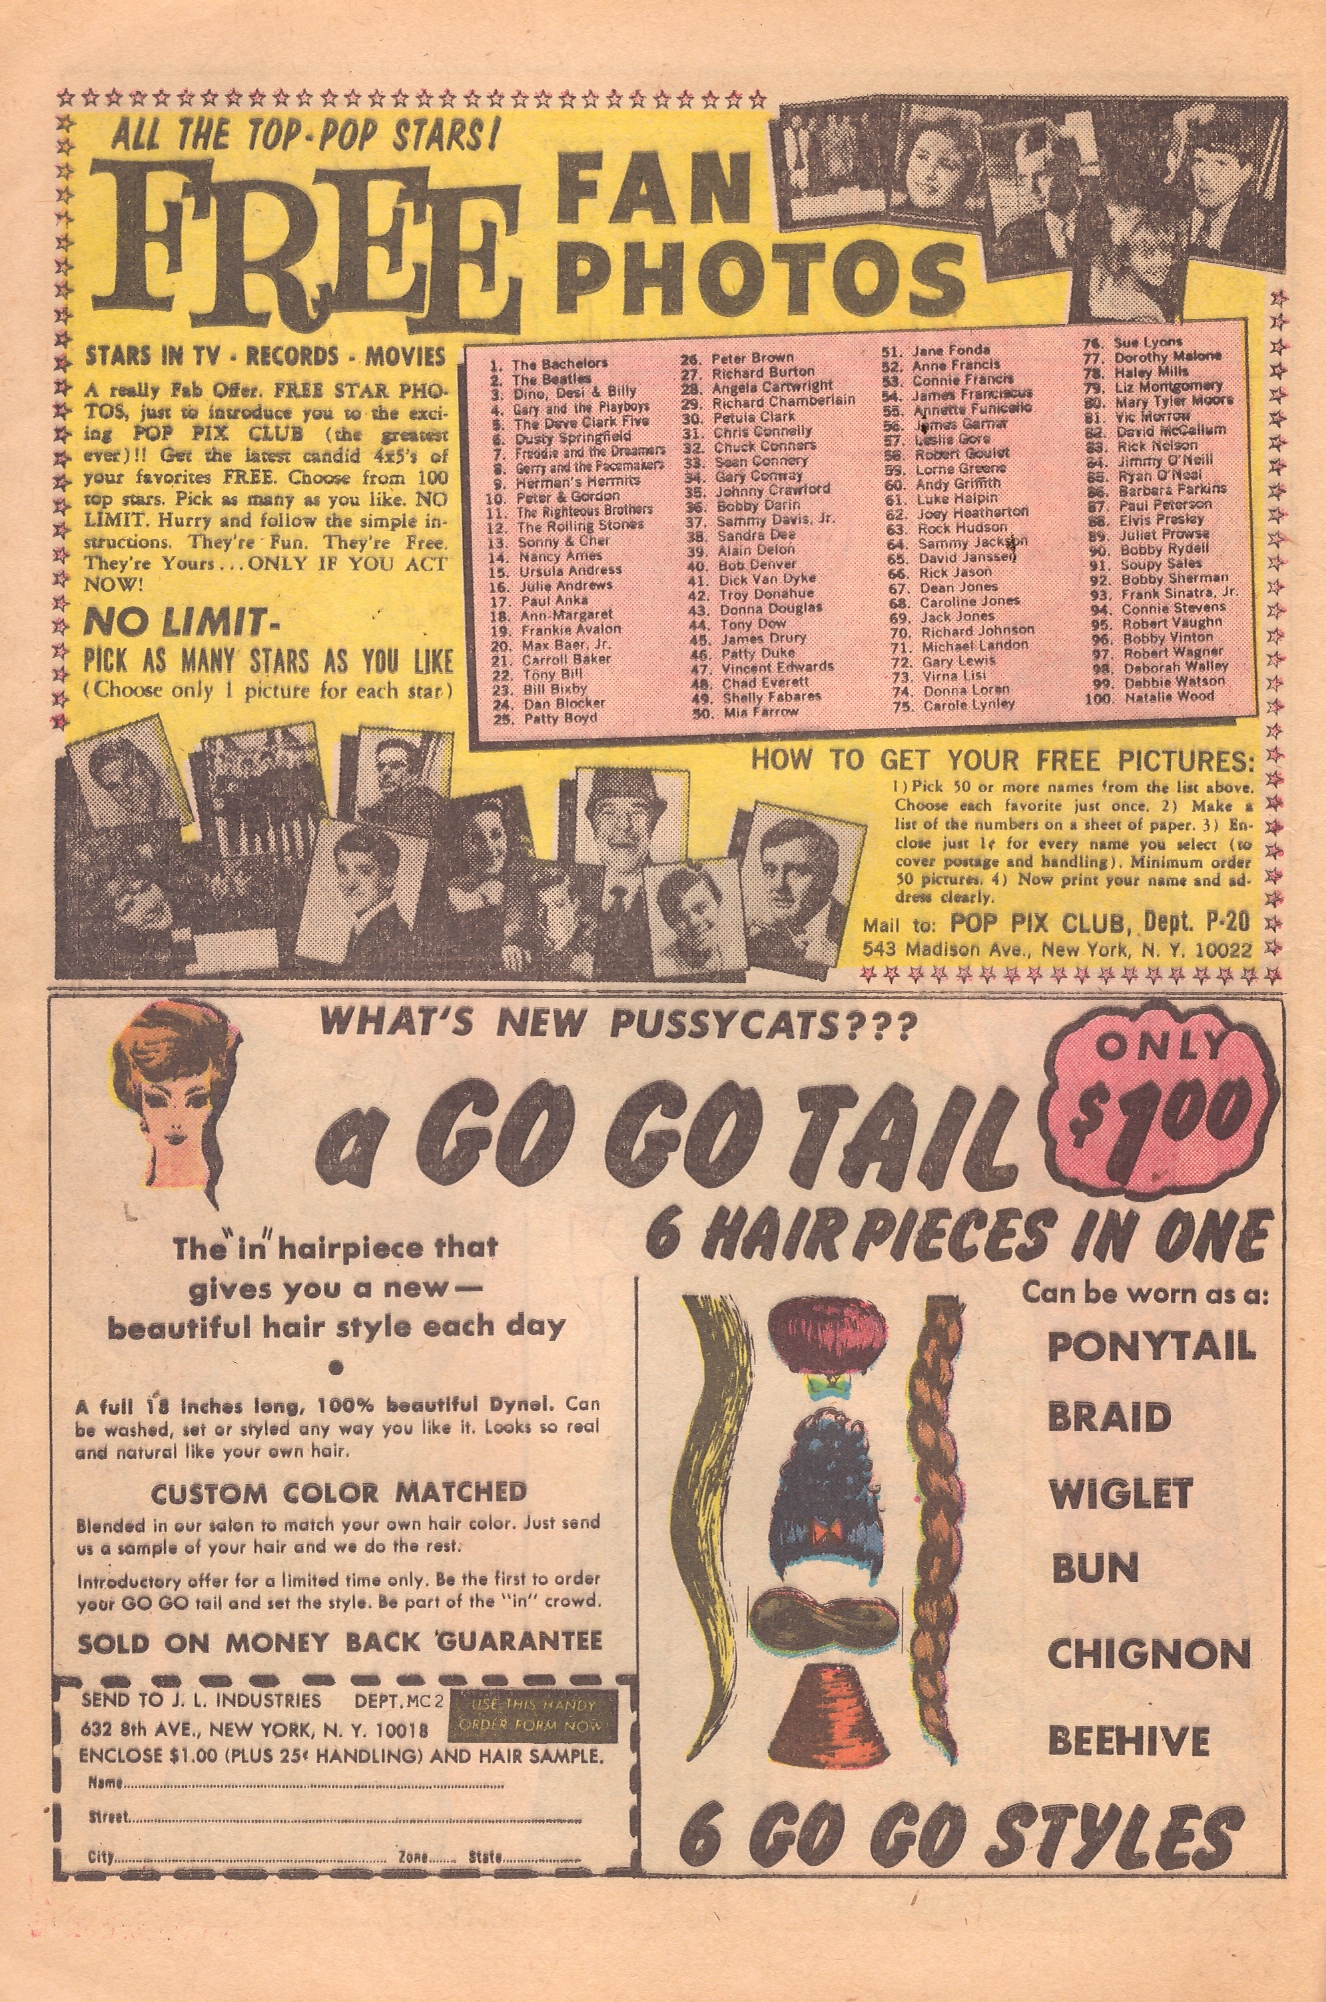 ALL THE TOP-POP STARS!
FREE FAN
PHOTOS
STARS IN TV - RECORDS - MOVIES
A really Fab Offer. FREE STAR PHO-
TOS, just to introduce you to the exci-
ing POP PIX CLUB (the greatest
ever)!! Get the latest candid 4x5's of
your favorites FREE. Choose from 100
top stars. Pick as many as you like. NO
LIMIT. Hurry and follow the simple in-
structions. They're Fun. They're Free.
They're Yours...ONLY IF YOU ACT
NOW!
NO LIMIT-
PICK AS MANY STARS AS YOU LIKE
(Choose only 1 picture for each star)
1. The Bachelors
2. The Beatles
3. Dino, Desi & Billy
4. Gary and the Playboys
5. The Dave Clark Five
6. Dusty Springfield
7. Freddie and the Dreamers
8. Gerry and the Pacemakers
9. Herman's Hermits
10. Peter & Gordon
11. The Righteous Brothers
12. The Rolling Stones
13. Sonny & Cher
14. Nancy Ames
15. Ursula Andress
16. Julie Andrews
17. Paul Anka
18. Ann-Margaret
19. Frankie Avalon
20. Max Baer, Jr.
21. Carroll Baker
22. Tony Bill
23. Bill Bixby
24. Dan Blocker
25. Patty Boyd
26. Peter Brown
27. Richard Burton
28. Angela Cartwright
29. Richard Chamberlain
30. Petula Clark
31. Chris Connelly
32. Chuck Connors
33. Sean Connery
34. Gary Conway
35. Johnny Crawford
36. Bobby Darin
37. Sammy Davis, Jr.
38. Sandra Dee
39. Alain Delon
40. Bob Denver
41. Dick Van Dyke
42. Troy Donahue
43. Donna Douglas
44. Tony Dow
45. James Drury
46. Patty Duke
47. Vincent Edwards
48. Chad Everett
49. Shelly Fabares
50. Mia Farrow
51. Jane Fonda
52. Anne Francis
53. Connie Francis
54. James Franciscus
55. Annette Funicello
56. James Garner
57. Leslie Gore
58. Robert Goulet
59. Lorne Greene
60. Andy Griffith
61. Luke Halpin
62. Joey Heatherton
63. Rock Hudson
64. Sammy Jackson
65. David Janssen
66. Rick Jason
67. Dean Jones
68. Caroline Jones
69. Jack Jones
70. Richard Johnson
71. Michael Landon
72. Gary Lewis
73. Virna Lisi
74. Donna Loren
75. Carole Lynley
76. Sue Lyons
77. Dorothy Malone
78. Haley Mills
79. Liz Montgomery
80. Mary Tyler Moore
81. Vic Morrow
82. David McCallum
83. Rick Nelson
84. Jimmy O'Neill
85. Ryan O'Neal
86. Barbara Parkins
87. Paul Peterson
88. Elvis Presley
89. Juliet Prowse
90. Bobby Rydell
91. Soupy Sales
92. Bobby Sherman
93. Frank Sinatra, Jr.
94. Connie Stevens
95. Robert Vaughn
96. Bobby Vinton
97. Robert Wagner
98. Deborah Walley
99. Debbie Watson
100. Natalie Wood
HOW TO GET YOUR FREE PICTURES:
1) Pick 50 or more names from the list above.
Choose each favorite just once. 2) Make a
list of the numbers on a sheet of paper. 3) En-
close just 1¢ for every name you select (to
cover postage and handling). Minimum order
50 pictures. 4) Now print your name and ad-
dress clearly.
Mail to: POP PIX CLUB, Dept. P-20
543 Madison Ave., New York, N. Y. 10022
WHAT'S NEW PUSSYCATS???
a GO GO TAIL
ONLY
$1.00
6 HAIRPIECES IN ONE
The "in" hairpiece that
gives you a new—
beautiful hair style each day
A full 18 inches long, 100% beautiful Dynel. Can
be washed, set or styled any way you like it. Looks so real
and natural like your own hair.
CUSTOM COLOR MATCHED
Blended in our salon to match your own hair color. Just send
us a sample of your hair and we do the rest.
Introductory offer for a limited time only. Be the first to order
your GO GO tail and set the style. Be part of the "in" crowd.
SOLD ON MONEY BACK GUARANTEE
SEND TO J. L. INDUSTRIES DEPT. MC2
632 8th AVE., NEW YORK, N. Y. 10018
USE THIS HANDY
ORDER FORM NOW!
ENCLOSE $1.00 (PLUS 25¢ HANDLING) AND HAIR SAMPLE.
Name
Street
City Zone State
Can be worn as a:
PONYTAIL
BRAID
WIGLET
BUN
CHIGNON
BEEHIVE
6 GO GO STYLES